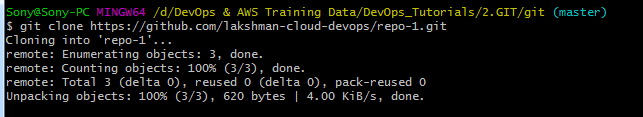 Sony@Sony-PC MINGW64 /d/DevOps & AWS Training Data/DevOps_Tutorials/2.GIT/git (master)
$ git clone https://github.com/lakshman-cloud-devops/repo-1.git
Cloning into 'repo-1'...
remote: Enumerating objects: 3, done.
remote: Counting objects: 100% (3/3), done.
remote: Total 3 (delta 0), reused 0 (delta 0), pack-reused 0
Unpacking objects: 100% (3/3), 620 bytes | 4.00 KiB/s, done.